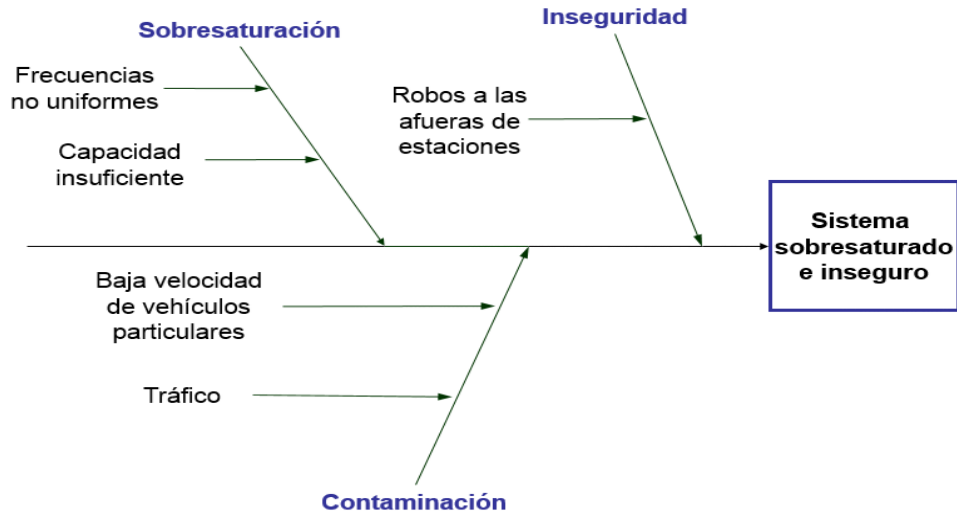 Sobresaturación
Inseguridad
Frecuencias
no uniformes
Robos a las
afueras de
estaciones
Capacidad
insuficiente
Sistema
sobresaturado
e inseguro
Baja velocidad
de vehículos
particulares
Tráfico
Contaminación